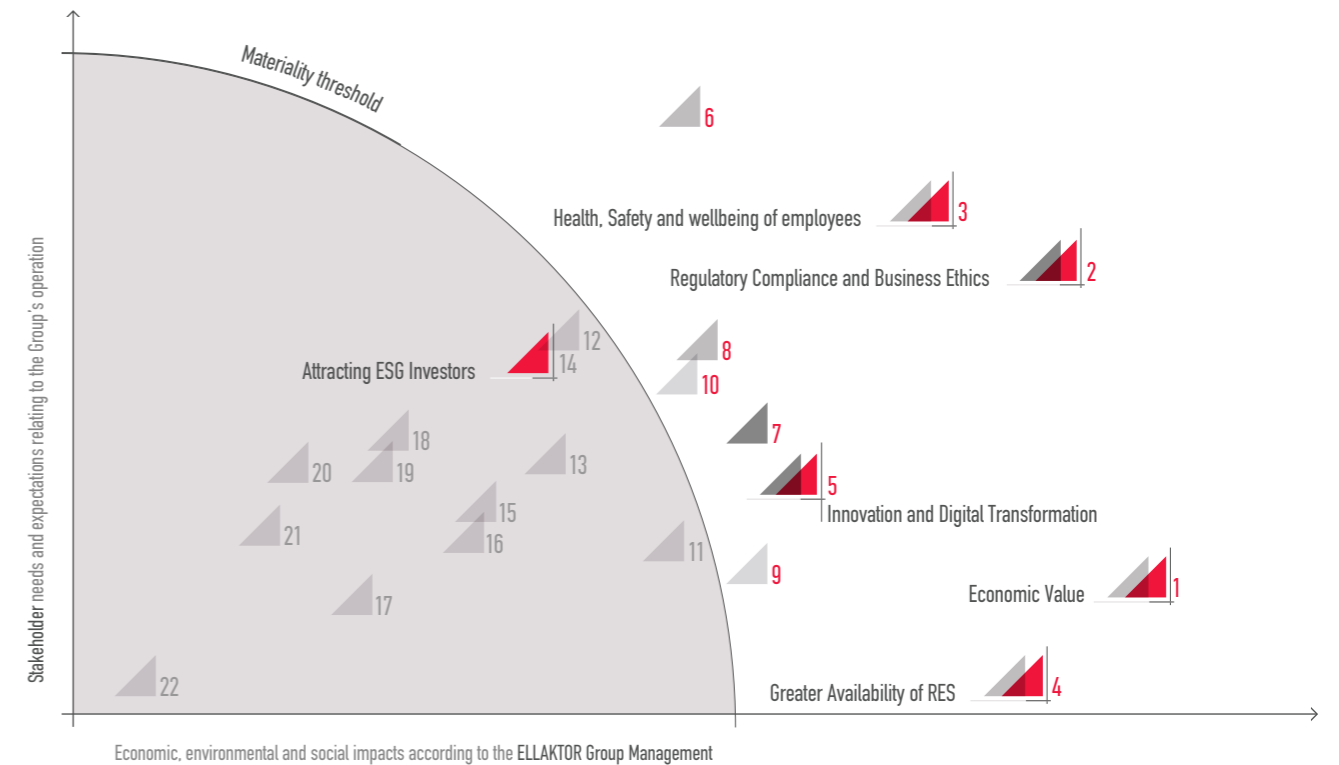 Materiality threshold
6
Health, Safety and wellbeing of employees
3
Regulatory Compliance and Business Ethics
2
12
8
Attracting ESG Investors
14
10
18
7
20
19
13
5
15
Innovation and Digital Transformation
21
16
11
9
Economic Value
1
17
22
Greater Availability of RES
4
Stakeholder needs and expectations relating to the Group's operation
Economic, environmental and social impacts according to the ELLAKTOR Group Management